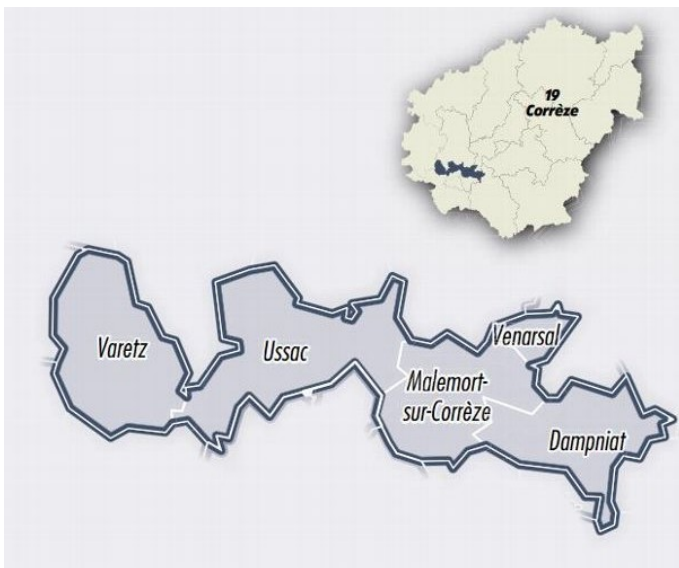 19
Corrèze
Varetz
Ussac
Venarsal
Malemort-
sur-Corrèze
Dampniat